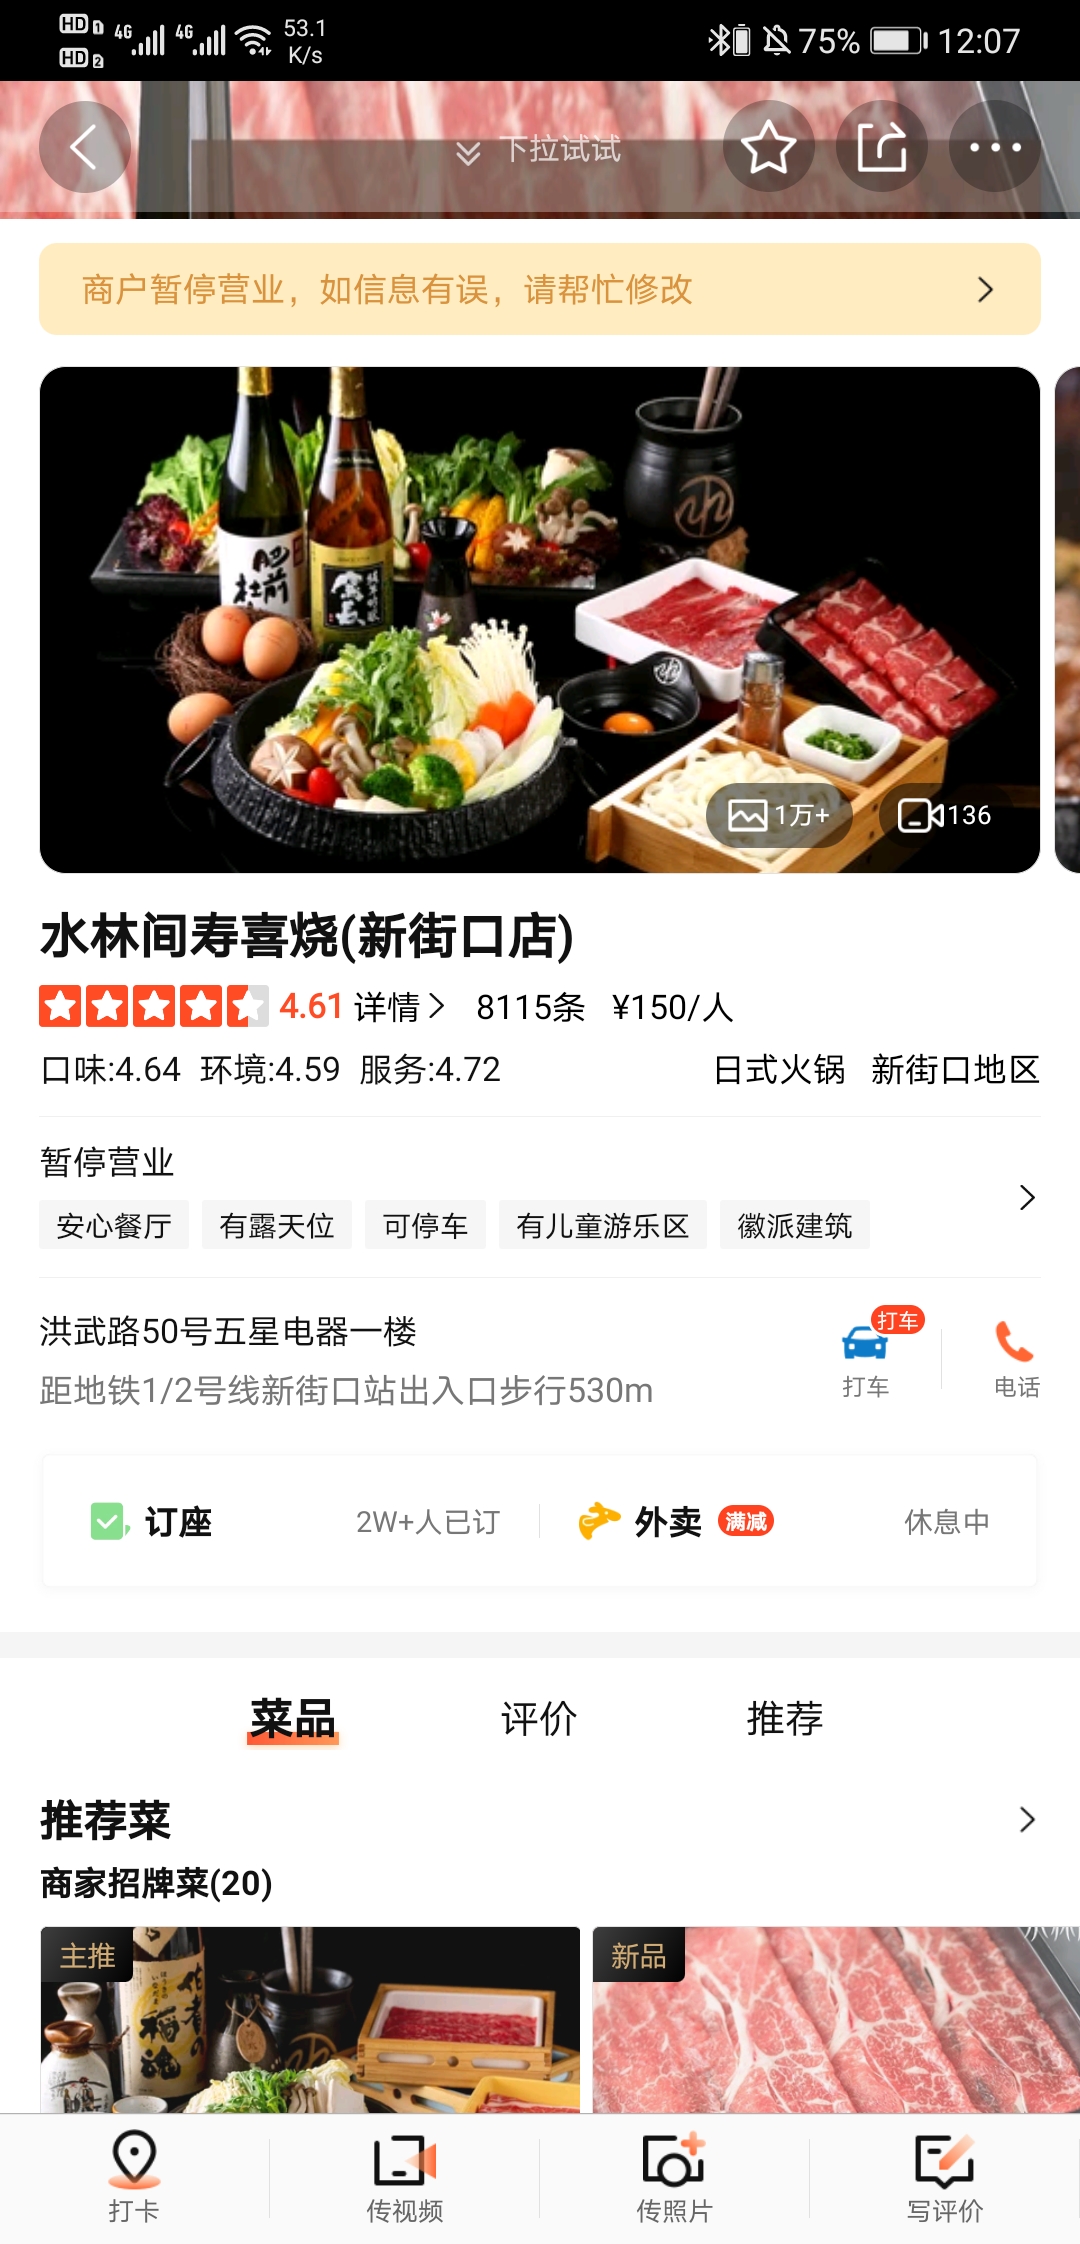 HD 1 4G 4G 53.1 K/s 75% 12:07
HD 2
下拉试试
商户暂停营业，如信息有误，请帮忙修改
肥前
杜
1万+ 136
水林间寿喜烧(新街口店)
4.61 详情 8115条 ¥150/人
口味:4.64 环境:4.59 服务:4.72 日式火锅 新街口地区
暂停营业
安心餐厅 有露天位 可停车 有儿童游乐区 徽派建筑
洪武路50号五星电器一楼 打车
距地铁1/2号线新街口站出入口步行530m 打车 电话
订座 2W+人已订 外卖 满减 休息中
菜品 评价 推荐
推荐菜
商家招牌菜(20)
主推 新品
打卡 传视频 传照片 写评价